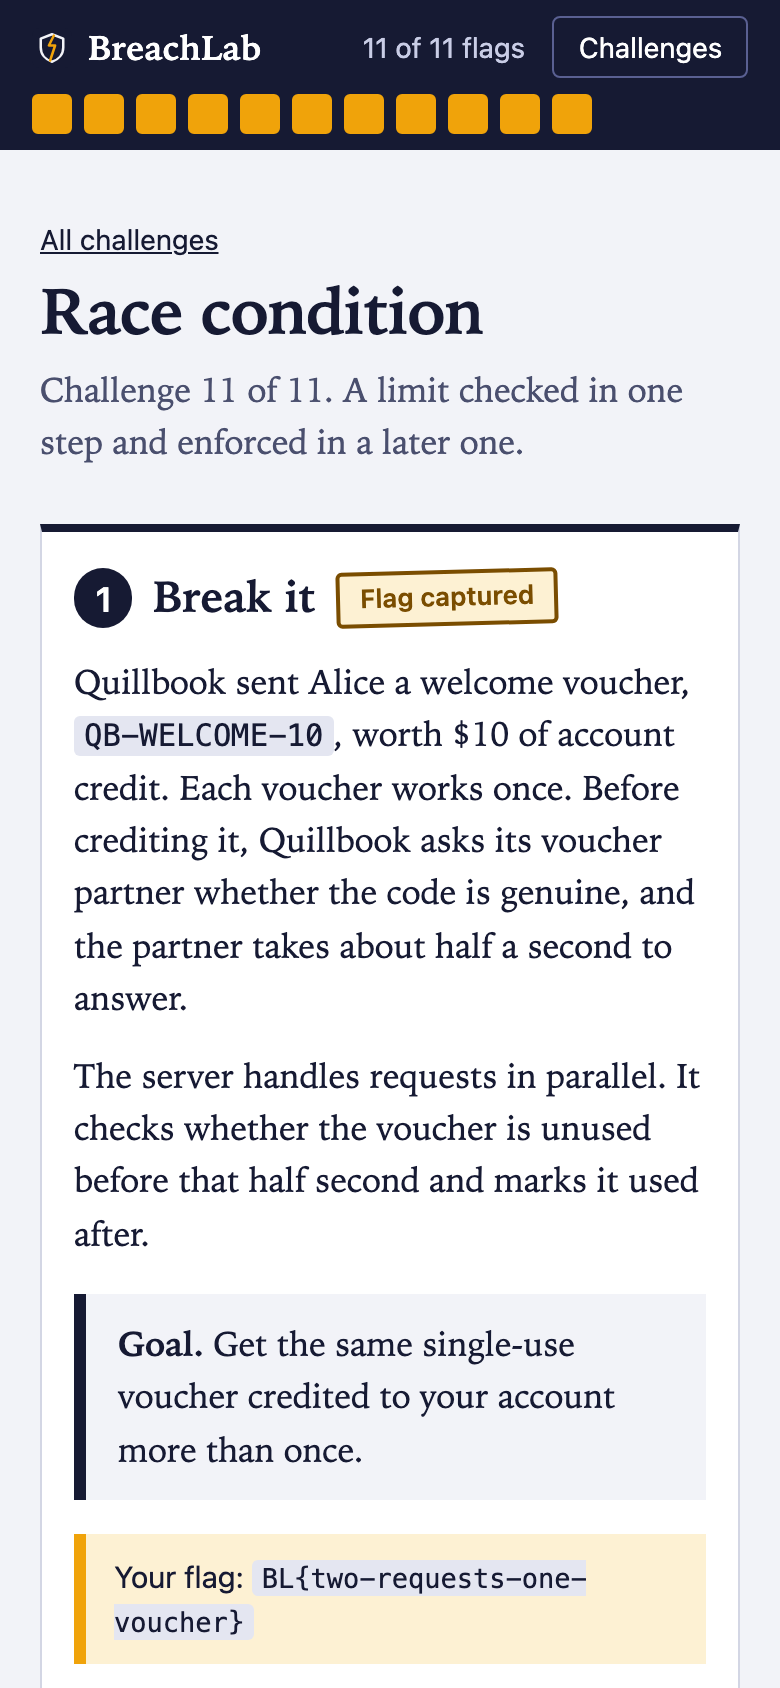 BreachLab
11 of 11 flags
Challenges
All challenges
Race condition
Challenge 11 of 11. A limit checked in one
step and enforced in a later one.
1 Break it
Flag captured
Quillbook sent Alice a welcome voucher,
QB-WELCOME-10, worth $10 of account
credit. Each voucher works once. Before
crediting it, Quillbook asks its voucher
partner whether the code is genuine, and
the partner takes about half a second to
answer.
The server handles requests in parallel. It
checks whether the voucher is unused
before that half second and marks it used
after.
Goal. Get the same single-use
voucher credited to your account
more than once.
Your flag: BL{two-requests-one-
voucher}